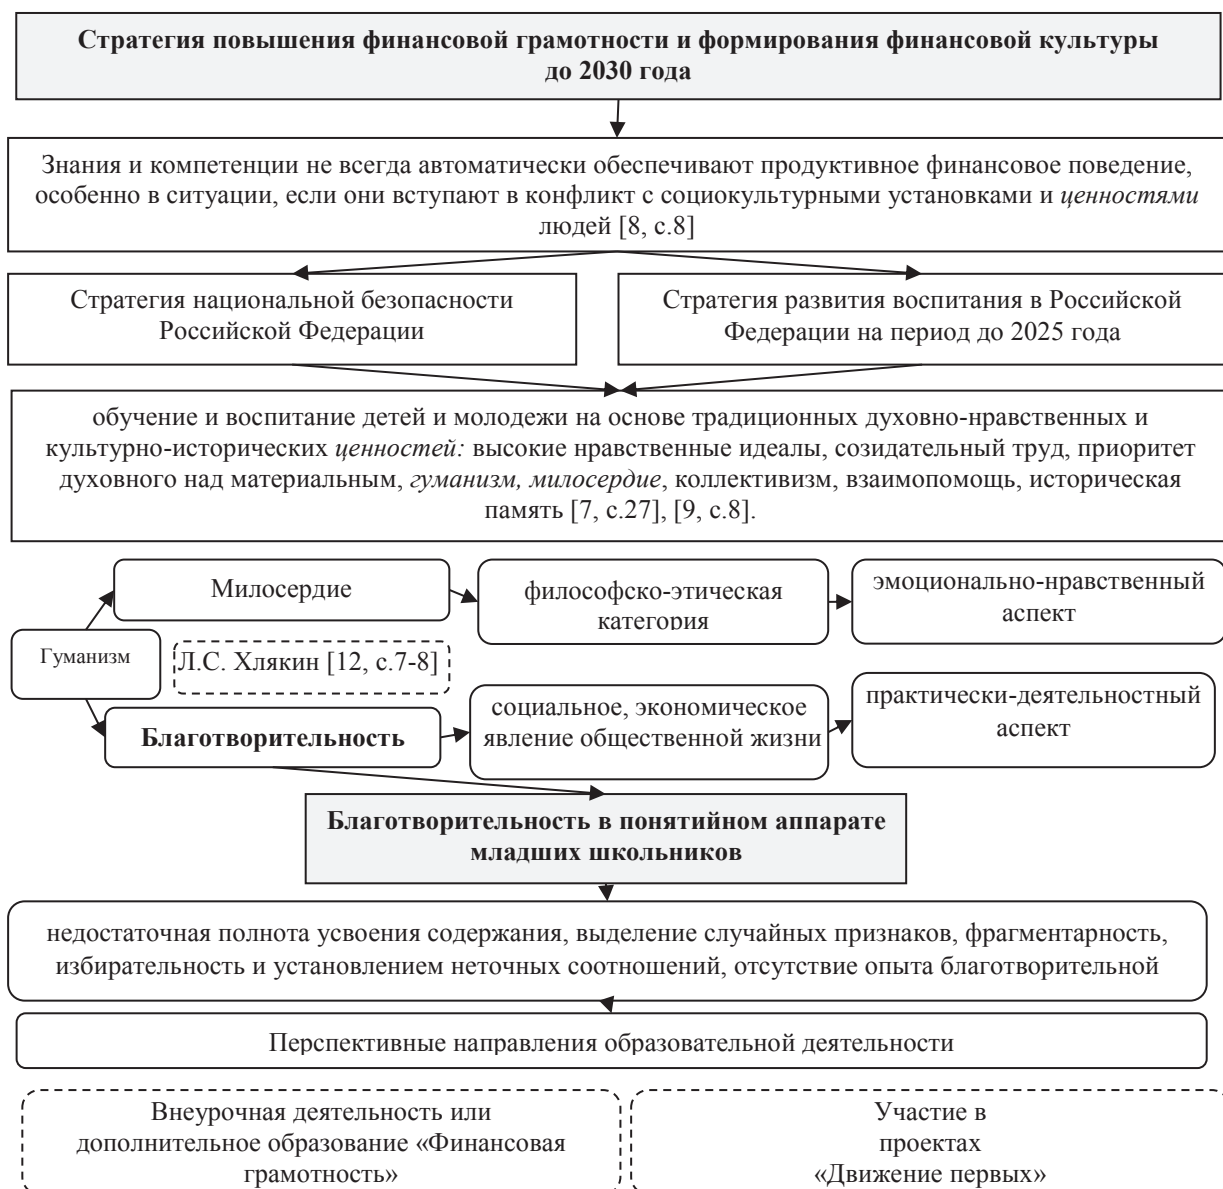 Стратегия повышения финансовой грамотности и формирования финансовой культуры
до 2030 года
Знания и компетенции не всегда автоматически обеспечивают продуктивное финансовое поведение,
особенно в ситуации, если они вступают в конфликт с социокультурными установками и ценностями
людей [8, с.8]
Стратегия национальной безопасности
Российской Федерации
Стратегия развития воспитания в Российской
Федерации на период до 2025 года
обучение и воспитание детей и молодежи на основе традиционных духовно-нравственных и
культурно-исторических ценностей: высокие нравственные идеалы, созидательный труд, приоритет
духовного над материальным, гуманизм, милосердие, коллективизм, взаимопомощь, историческая
память [7, с.27], [9, с.8].
Милосердие
философско-этическая
категория
эмоционально-нравственный
аспект
Гуманизм
Л.С. Хлякин [12, с.7-8]
Благотворительность
социальное, экономическое
явление общественной жизни
практически-деятельностный
аспект
Благотворительность в понятийном аппарате
младших школьников
недостаточная полнота усвоения содержания, выделение случайных признаков, фрагментарность,
избирательность и установлением неточных соотношений, отсутствие опыта благотворительной
Перспективные направления образовательной деятельности
Внеурочная деятельность или
дополнительное образование «Финансовая
грамотность»
Участие в
проектах
«Движение первых»